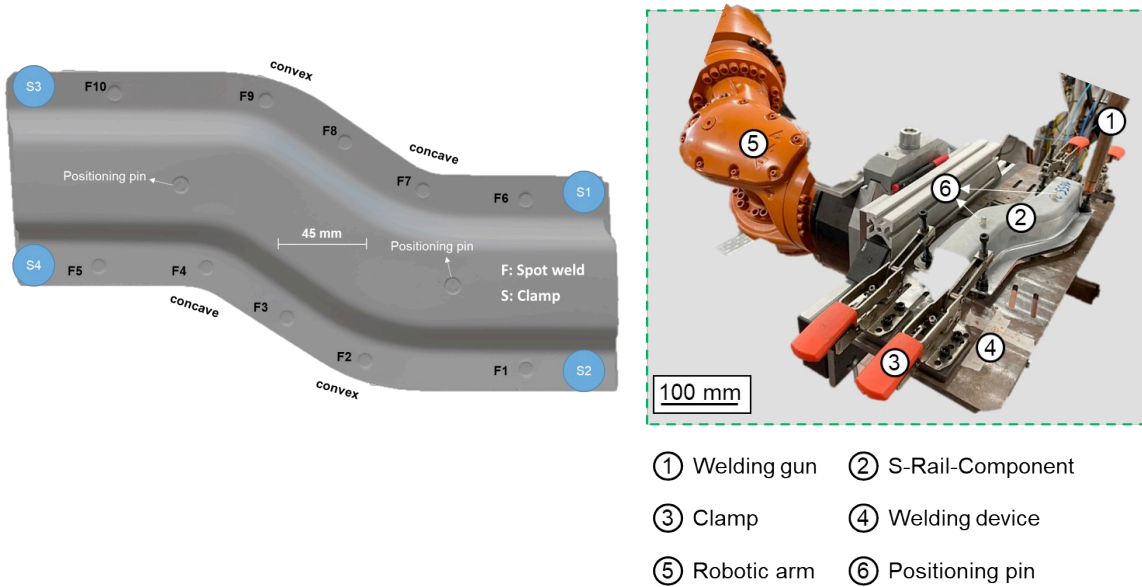 convex
S3
F10
F9
F8
concave
Positioning pin
F7
F6
S1
45 mm
Positioning pin
S4
F5
F4
F: Spot weld
S: Clamp
concave
F3
F2
F1
S2
convex
1
5
6
2
3
4
100 mm
1 Welding gun
2 S-Rail-Component
3 Clamp
4 Welding device
5 Robotic arm
6 Positioning pin